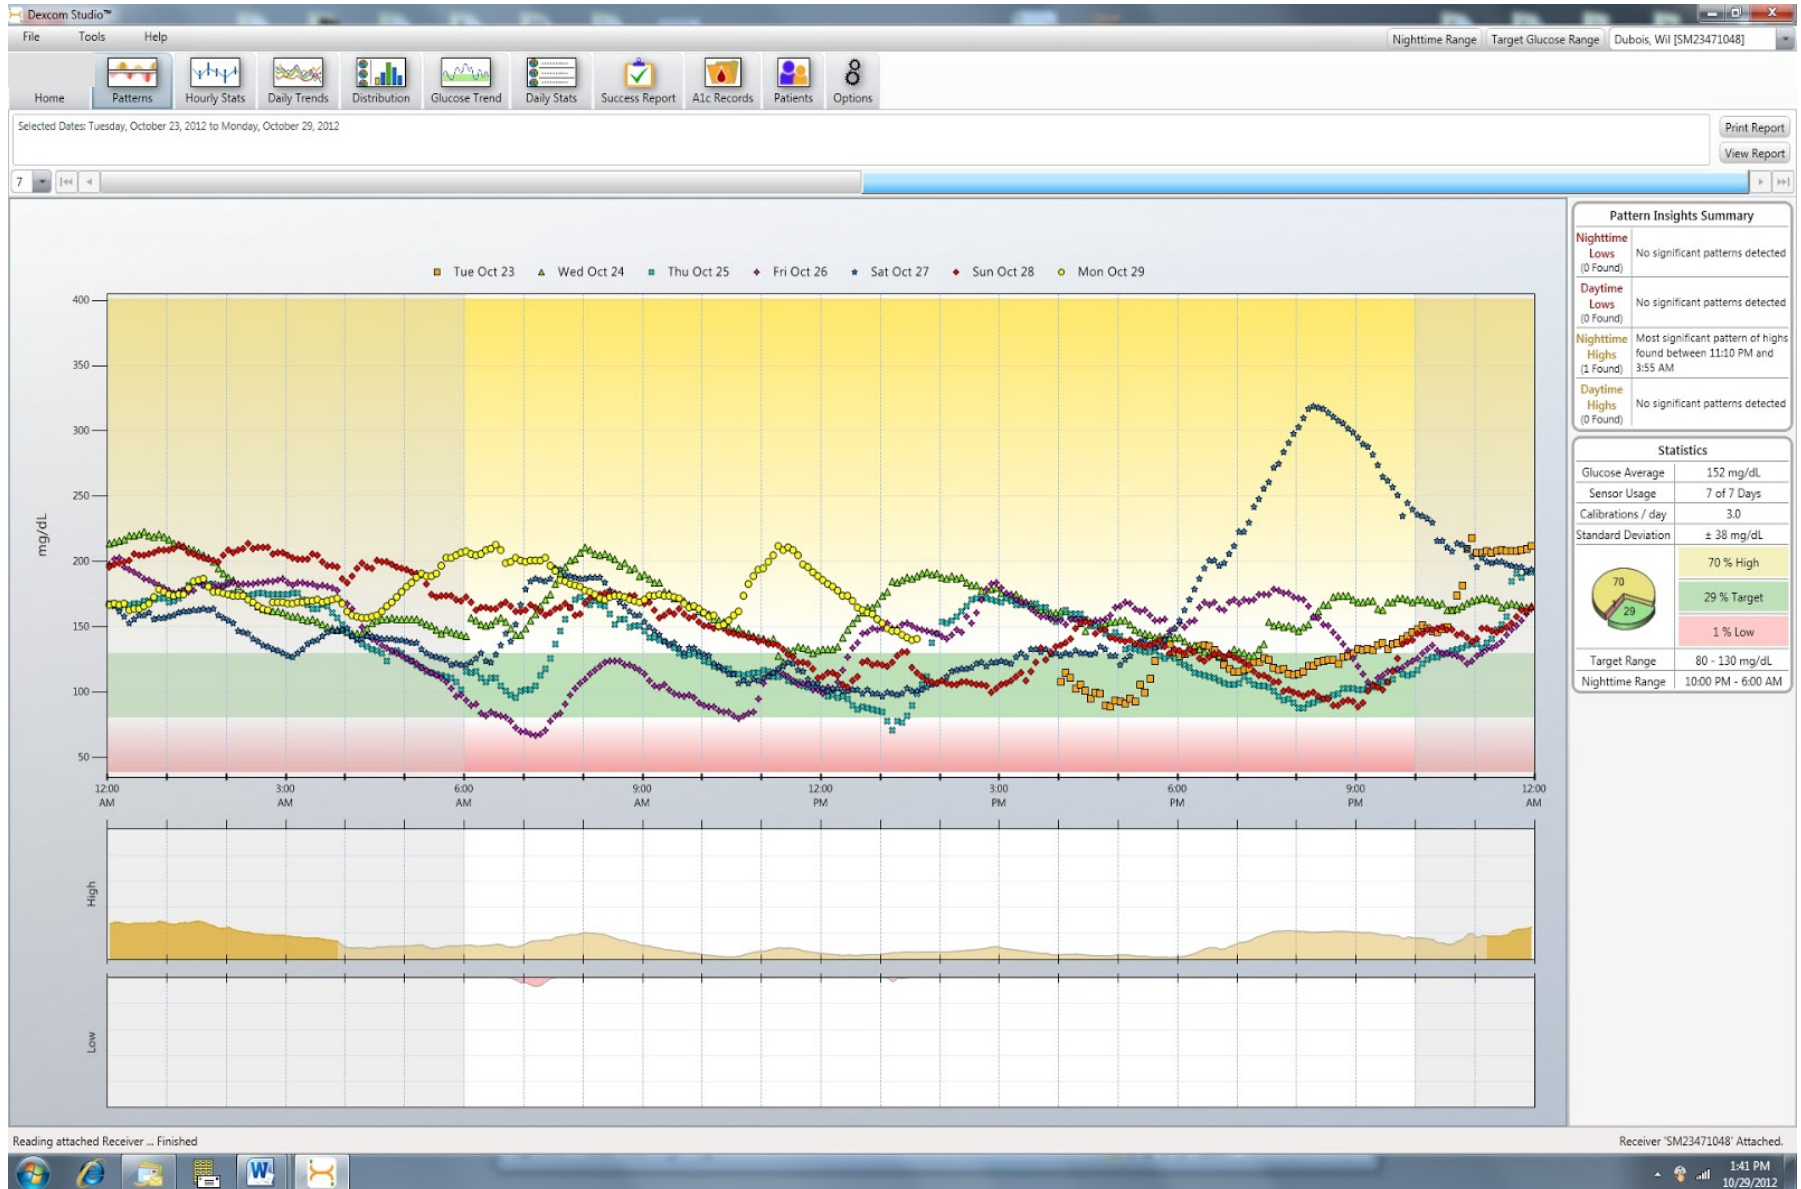 Dexcom Studio™
File Tools Help
Nighttime Range Target Glucose Range Dubois, Wil [SM23471048]
Home Patterns Hourly Stats Daily Trends Distribution Glucose Trend Daily Stats Success Report A1c Records Patients Options
Selected Dates: Tuesday, October 23, 2012 to Monday, October 29, 2012
Print Report
View Report
7
Tue Oct 23 Wed Oct 24 Thu Oct 25 Fri Oct 26 Sat Oct 27 Sun Oct 28 Mon Oct 29
mg/dL
400
350
300
250
200
150
100
50
12:00 AM 3:00 AM 6:00 AM 9:00 AM 12:00 PM 3:00 PM 6:00 PM 9:00 PM 12:00 AM
High
Low
Pattern Insights Summary
Nighttime Lows (0 Found) No significant patterns detected
Daytime Lows (0 Found) No significant patterns detected
Nighttime Highs (1 Found) Most significant pattern of highs found between 11:10 PM and 3:55 AM
Daytime Highs (0 Found) No significant patterns detected
Statistics
Glucose Average 152 mg/dL
Sensor Usage 7 of 7 Days
Calibrations / day 3.0
Standard Deviation ± 38 mg/dL
70 29
70 % High
29 % Target
1 % Low
Target Range 80 - 130 mg/dL
Nighttime Range 10:00 PM - 6:00 AM
Reading attached Receiver ... Finished
Receiver 'SM23471048' Attached.
1:41 PM
10/29/2012